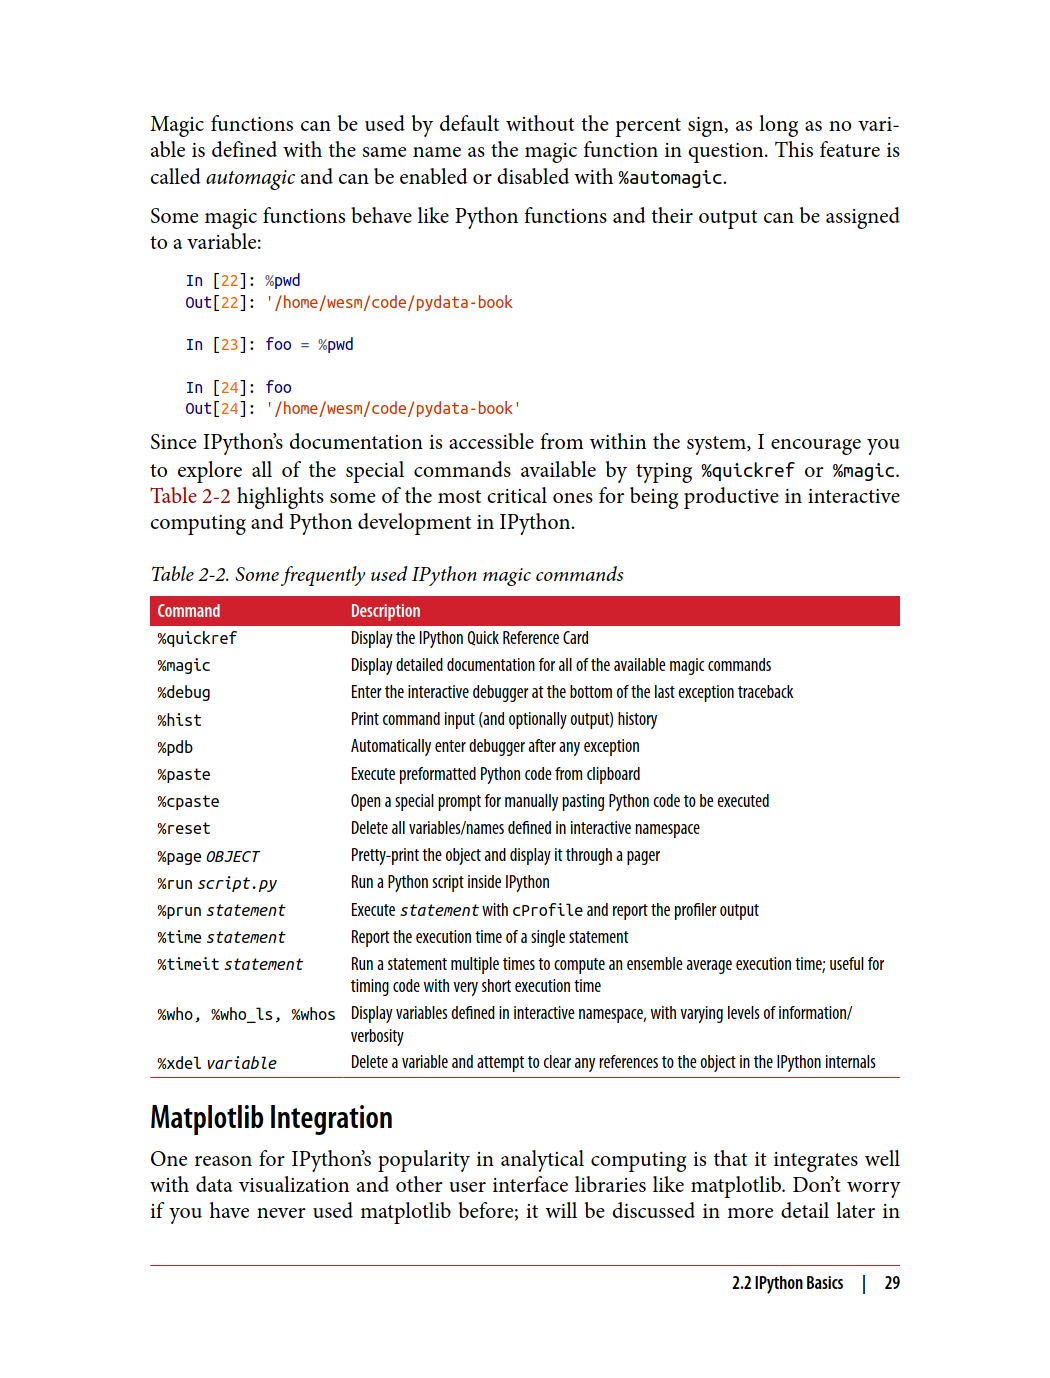 Magic functions can be used by default without the percent sign, as long as no vari-
able is defined with the same name as the magic function in question. This feature is
called automagic and can be enabled or disabled with %automagic.
Some magic functions behave like Python functions and their output can be assigned
to a variable:
In [22]: %pwd
Out[22]: '/home/wesm/code/pydata-book
In [23]: foo = %pwd
In [24]: foo
Out[24]: '/home/wesm/code/pydata-book'
Since IPython’s documentation is accessible from within the system, I encourage you
to explore all of the special commands available by typing %quickref or %magic.
Table 2-2 highlights some of the most critical ones for being productive in interactive
computing and Python development in IPython.
Table 2-2. Some frequently used IPython magic commands
Command Description
%quickref Display the IPython Quick Reference Card
%magic Display detailed documentation for all of the available magic commands
%debug Enter the interactive debugger at the bottom of the last exception traceback
%hist Print command input (and optionally output) history
%pdb Automatically enter debugger after any exception
%paste Execute preformatted Python code from clipboard
%cpaste Open a special prompt for manually pasting Python code to be executed
%reset Delete all variables/names defined in interactive namespace
%page OBJECT Pretty-print the object and display it through a pager
%run script.py Run a Python script inside IPython
%prun statement Execute statement with cProfile and report the profiler output
%time statement Report the execution time of a single statement
%timeit statement Run a statement multiple times to compute an ensemble average execution time; useful for
timing code with very short execution time
%who, %who_ls, %whos Display variables defined in interactive namespace, with varying levels of information/
verbosity
%xdel variable Delete a variable and attempt to clear any references to the object in the IPython internals
Matplotlib Integration
One reason for IPython’s popularity in analytical computing is that it integrates well
with data visualization and other user interface libraries like matplotlib. Don’t worry
if you have never used matplotlib before; it will be discussed in more detail later in
2.2 IPython Basics | 29